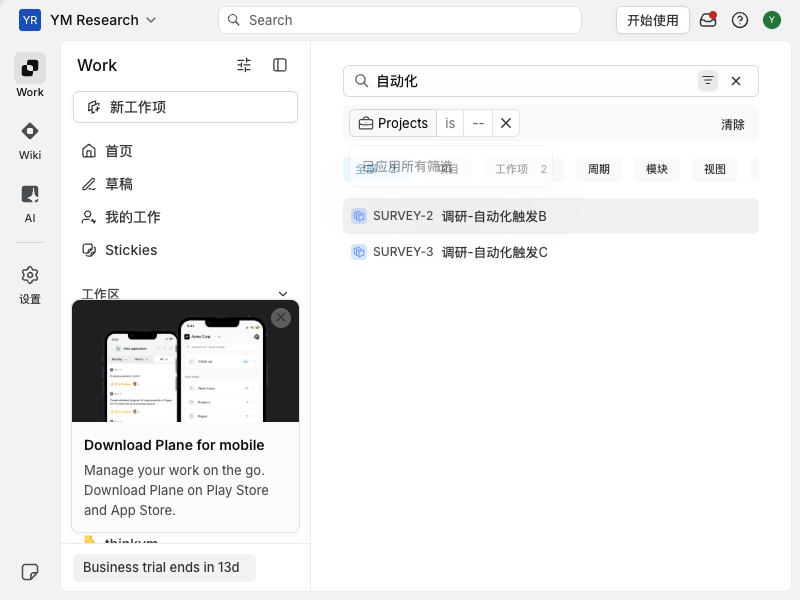 YR YM Research
Search
开始使用
Y
Work
Wiki
AI
设置
Work
新工作项
首页
草稿
我的工作
Stickies
工作区
Download Plane for mobile
Manage your work on the go.
Download Plane on Play Store
and App Store.
thinkym
Business trial ends in 13d
自动化
Projects is --
清除
已应用所有筛选
工作项 2
周期
模块
视图
SURVEY-2 调研-自动化触发B
SURVEY-3 调研-自动化触发C